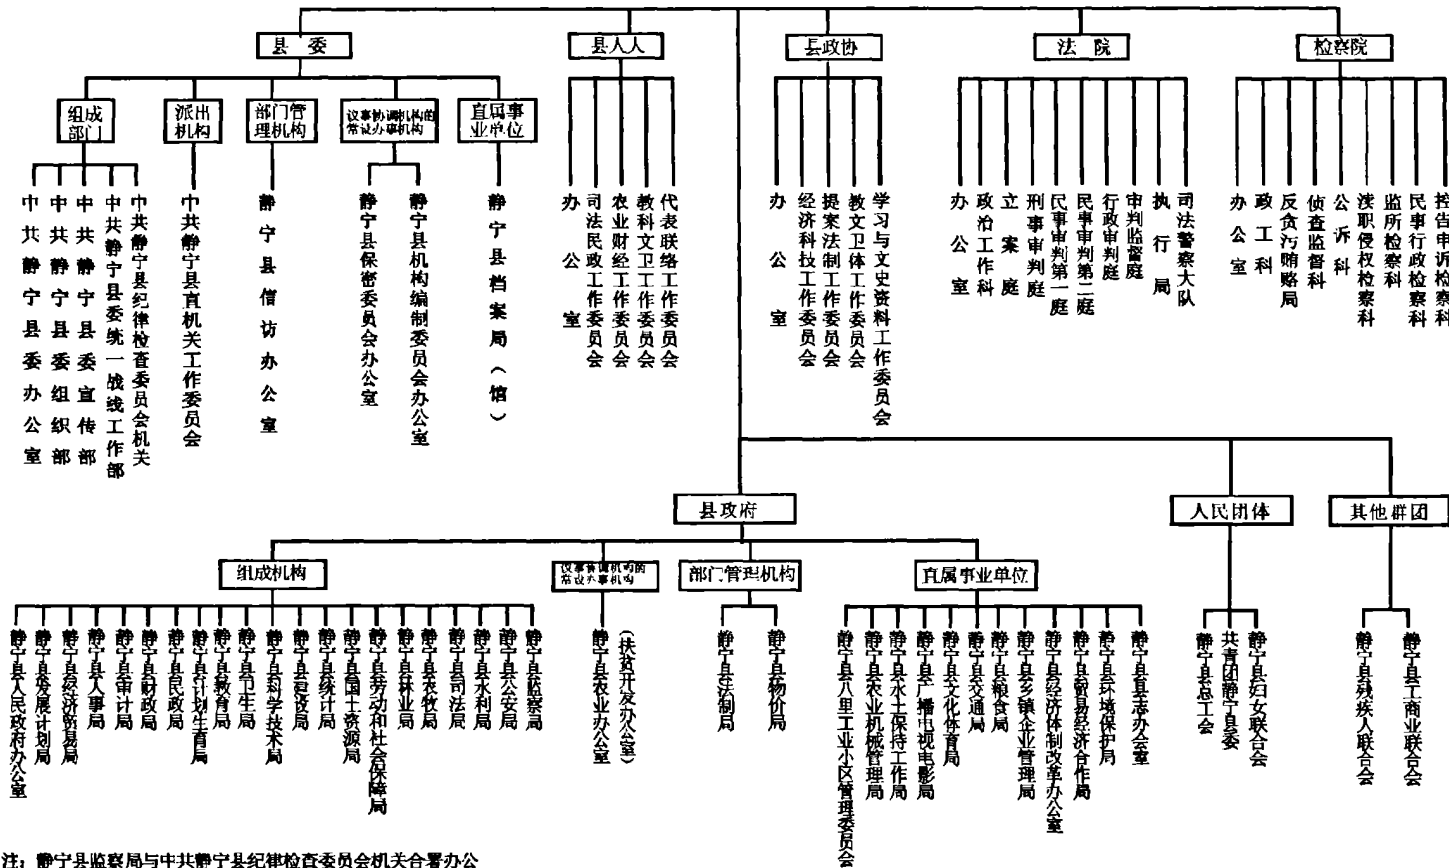 县委
县人人
县政协
法院
检察院
组成
部门
派出
机构
部门管
理机构
议事协调机构的
常设办事机构
直属事
业单位
中共静宁县委办公室
中共静宁县委组织部
中共静宁县委宣传部
中共静宁县委统一战线工作部
中共静宁县纪律检查委员会机关
中共静宁县直机关工作委员会
静宁县信访办公室
静宁县保密委员会办公室
静宁县机构编制委员会办公室
静宁县档案局（馆）
办公室
司法民政工作委员会
农业财经工作委员会
教科文卫工作委员会
代表联络工作委员会
办公室
经济科技工作委员会
提案法制工作委员会
教文卫体工作委员会
学习与文史资料工作委员会
办公室
政治工作科
立案庭
刑事审判庭
民事审判第一庭
民事审判第二庭
行政审判庭
审判监督庭
执行局
司法警察大队
办公室
政工科
反贪污贿赂局
侦查监督科
公诉科
渎职侵权检察科
监所检察科
民事行政检察科
控告申诉检察科
县政府
人民团体
其他群团
组成机构
议事协调机构的
常设办事机构
部门管理机构
直属事业单位
静宁县人民政府办公室
静宁县发展计划局
静宁县经济贸易局
静宁县人事局
静宁县审计局
静宁县财政局
静宁县民政局
静宁县计划生育局
静宁县教育局
静宁县卫生局
静宁县科学技术局
静宁县建设局
静宁县统计局
静宁县国土资源局
静宁县劳动和社会保障局
静宁县林业局
静宁县农牧局
静宁县司法局
静宁县水利局
静宁县公安局
静宁县监察局
静宁县农业办公室
（扶贫开发办公室）
静宁县法制局
静宁县物价局
静宁县八里工业小区管理委员会
静宁县农业机械管理局
静宁县水土保持工作局
静宁县广播电视电影局
静宁县文化体育局
静宁县交通局
静宁县粮食局
静宁县乡镇企业管理局
静宁县经济体制改革办公室
静宁县贸易经济合作局
静宁县环境保护局
静宁县县志办会室
静宁县总工会
共青团静宁县委
静宁县妇女联合会
静宁县残疾人联合会
静宁县工商业联合会
注：静宁县监察局与中共静宁县纪律检查委员会机关合署办公